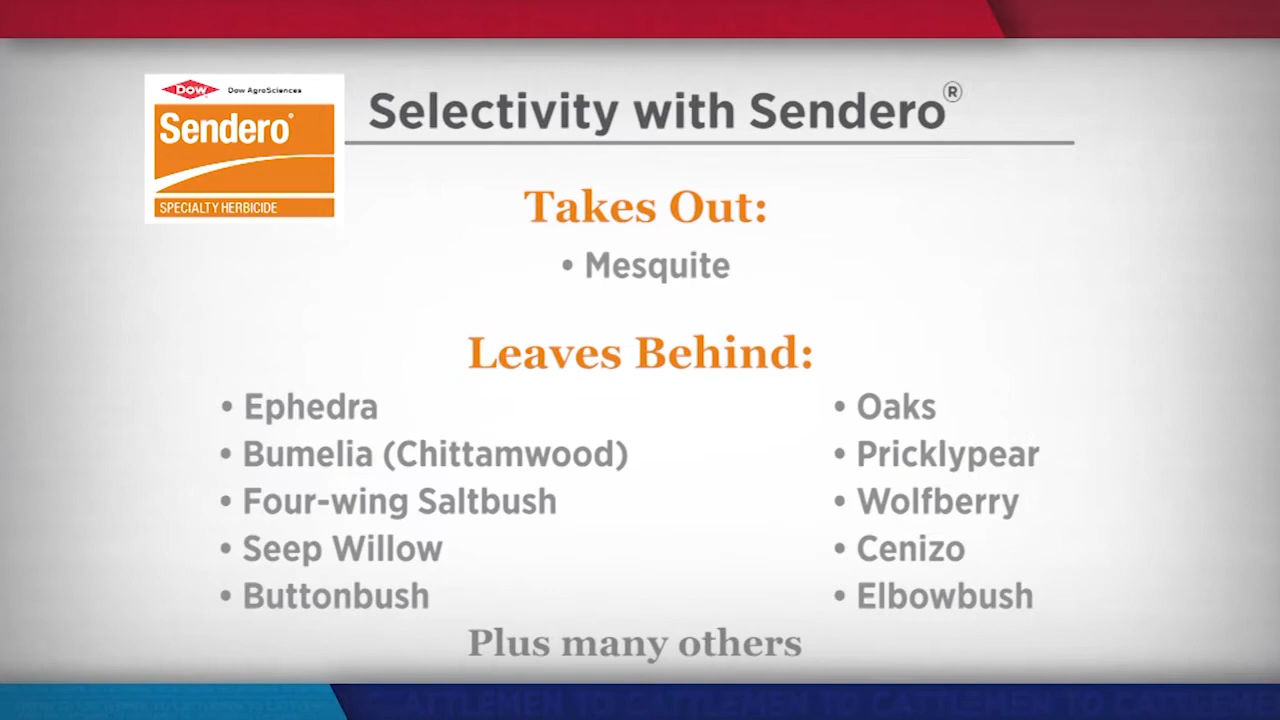 DOW
Dow AgroSciences
Sendero®
SPECIALTY HERBICIDE
Selectivity with Sendero®
Takes Out:
• Mesquite
Leaves Behind:
• Ephedra
• Bumelia (Chittamwood)
• Four-wing Saltbush
• Seep Willow
• Buttonbush
• Oaks
• Pricklypear
• Wolfberry
• Cenizo
• Elbowbush
Plus many others
CATTLEMEN TO CATTLEMEN TO CATTLEMEN TO CATTLEMEN